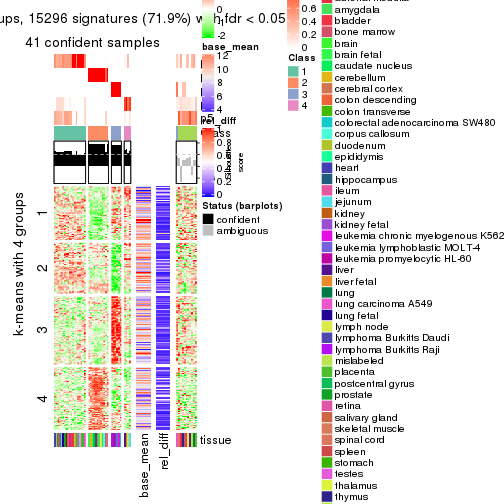 ups, 15296 signatures (71.9%) with fdr < 0.05
41 confident samples
k-means with 4 groups
1
2
3
4
base_mean
rel_diff
tissue
0
-2
base_mean
12
10
8
6
4
rel_diff
Status (barplots)
confident
ambiguous
0.6
0.4
0.2
0
Class
1
2
3
4
amygdala
bladder
bone marrow
brain
brain fetal
caudate nucleus
cerebellum
cerebral cortex
colon descending
colon transverse
colorectal adenocarcinoma SW480
corpus callosum
duodenum
epididymis
heart
hippocampus
ileum
jejunum
kidney
kidney fetal
leukemia chronic myelogenous K562
leukemia lymphoblastic MOLT-4
leukemia promyelocytic HL-60
liver
liver fetal
lung
lung carcinoma A549
lung fetal
lymph node
lymphoma Burkitts Daudi
lymphoma Burkitts Raji
mislabeled
placenta
postcentral gyrus
prostate
retina
salivary gland
skeletal muscle
spinal cord
spleen
stomach
testes
thalamus
thymus